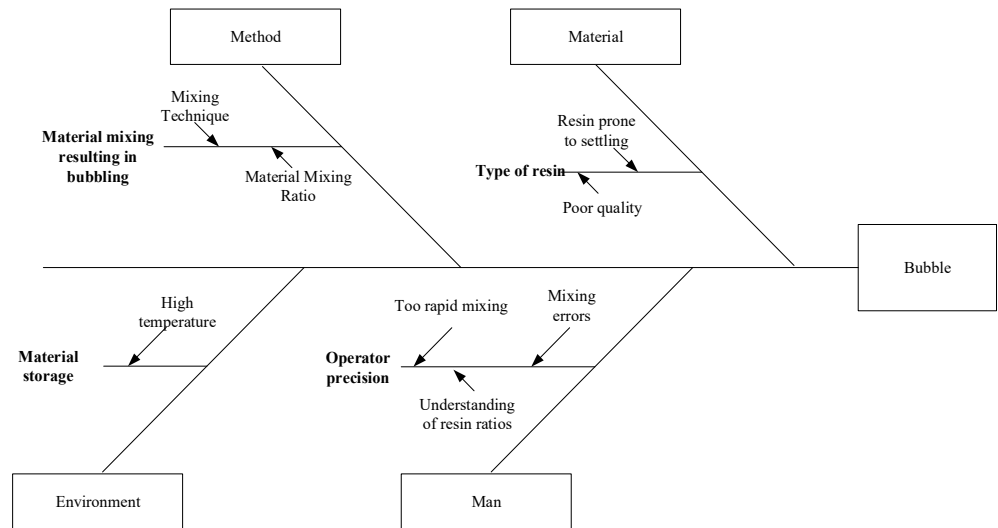 Method
Material
Mixing
Technique
Material mixing
resulting in
bubbling
Material Mixing
Ratio
Resin prone
to settling
Type of resin
Poor quality
Bubble
High
temperature
Material
storage
Too rapid mixing
Mixing
errors
Operator
precision
Understanding
of resin ratios
Environment
Man